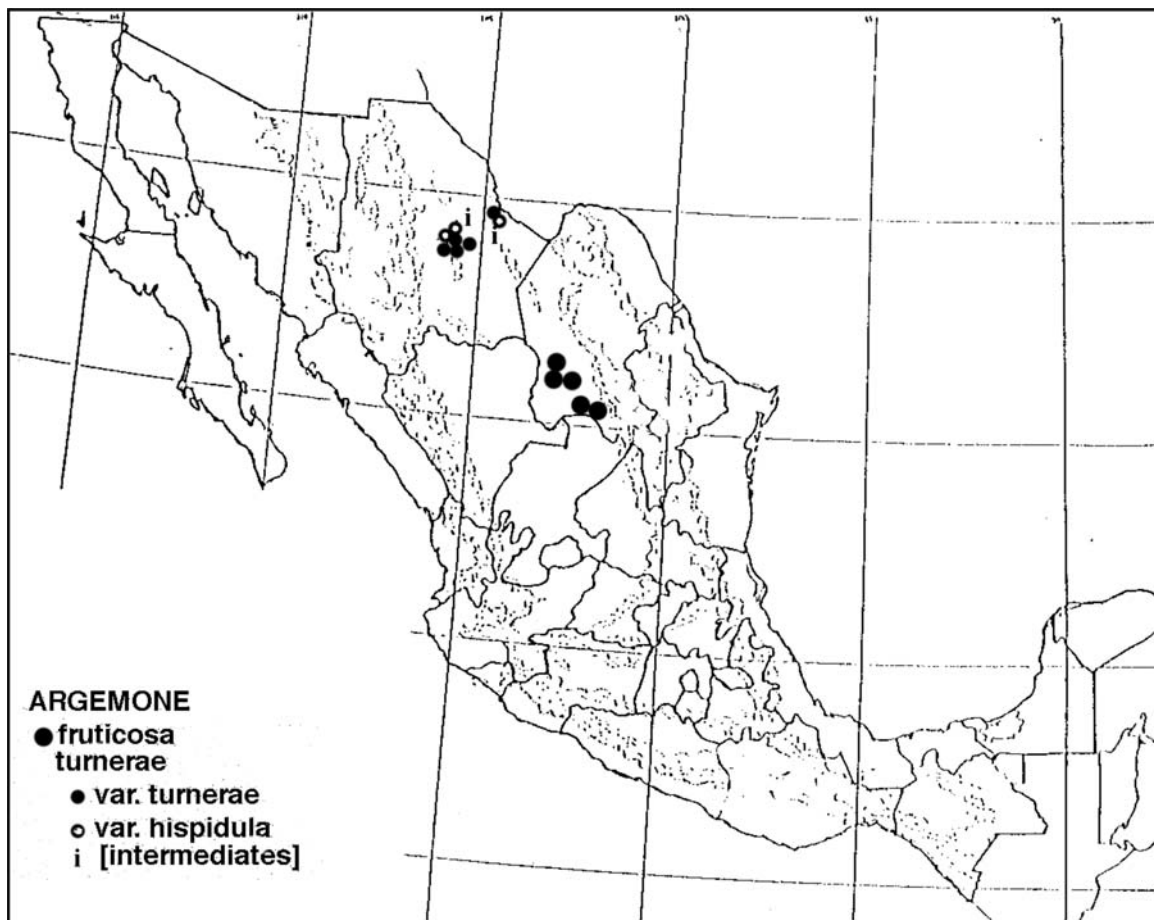 i
i
ARGEMONE
fruticosa
turnerae
var. turnerae
var. hispidula
i [intermediates]